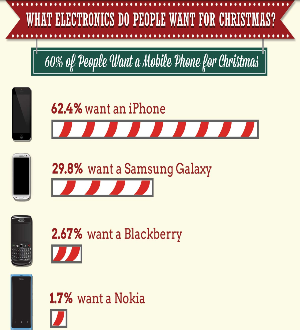 WHAT ELECTRONICS DO PEOPLE WANT FOR CHRISTMAS?
60% of People Want a Mobile Phone for Christmas
62.4% want an iPhone
29.8% want a Samsung Galaxy
2.67% want a Blackberry
1.7% want a Nokia